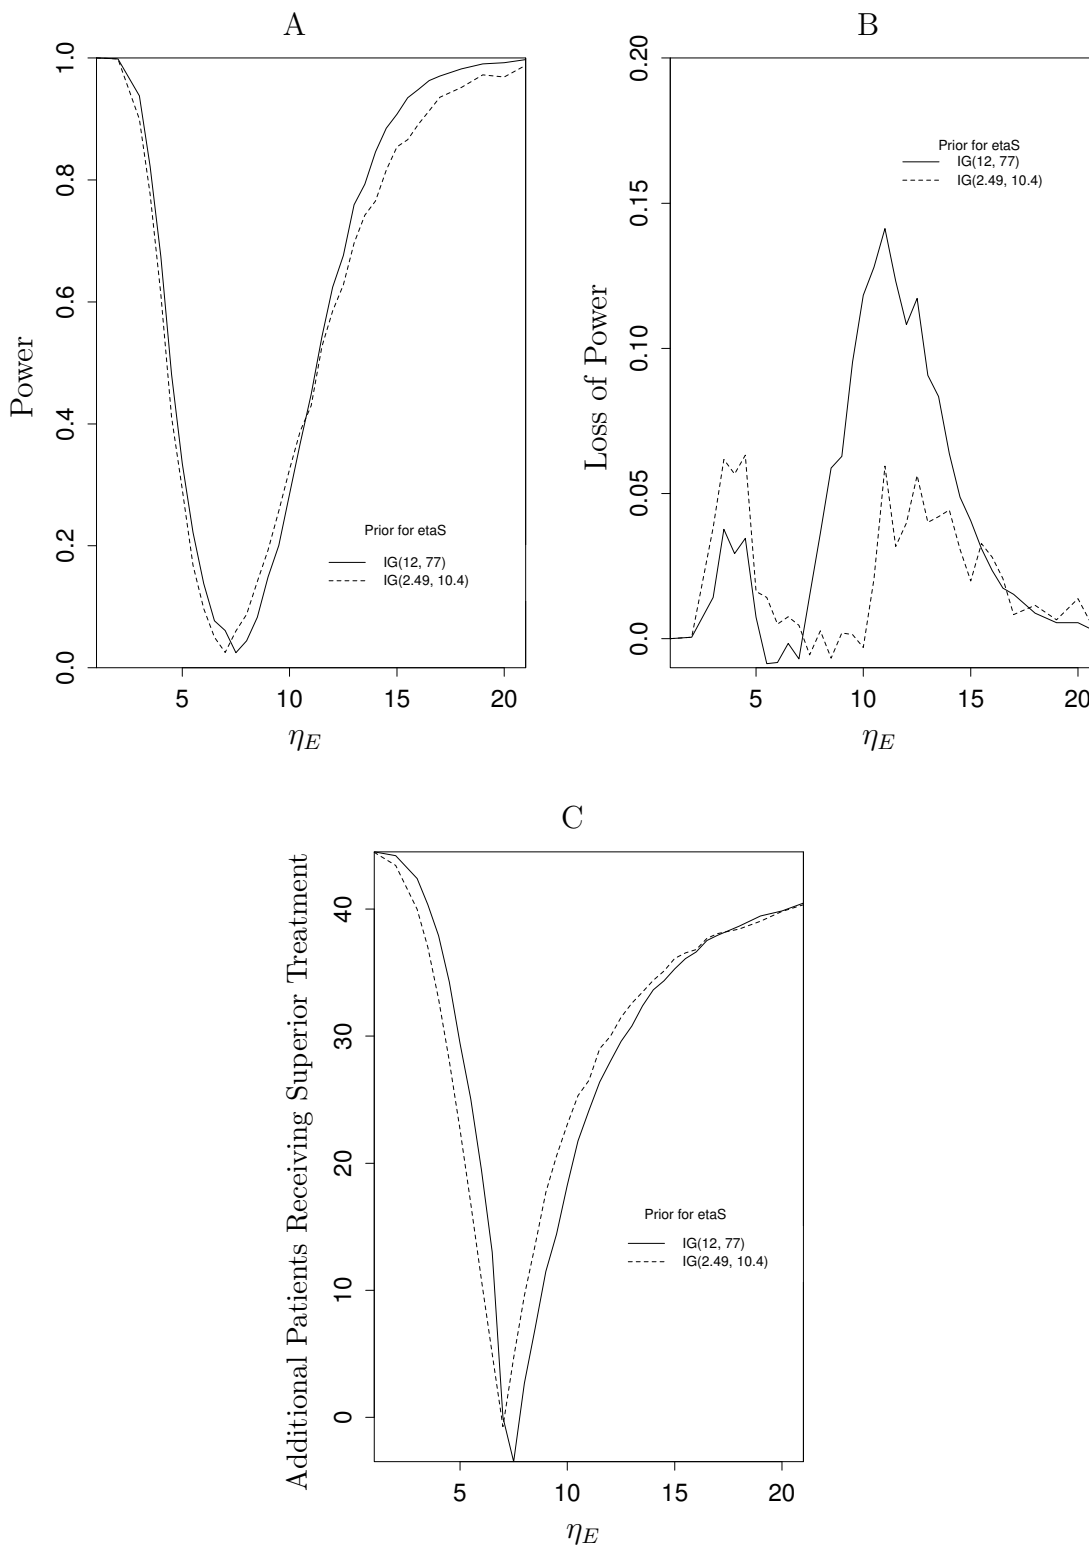 A
Power
0.0
0.2
0.4
0.6
0.8
1.0
Prior for etaS
IG(12, 77)
IG(2.49, 10.4)
5 10 15 20
η_E
B
Loss of Power
0.0
0.05
0.10
0.15
0.20
Prior for etaS
IG(12, 77)
IG(2.49, 10.4)
5 10 15 20
η_E
C
Additional Patients Receiving Superior Treatment
0
10
20
30
40
Prior for etaS
IG(12, 77)
IG(2.49, 10.4)
5 10 15 20
η_E